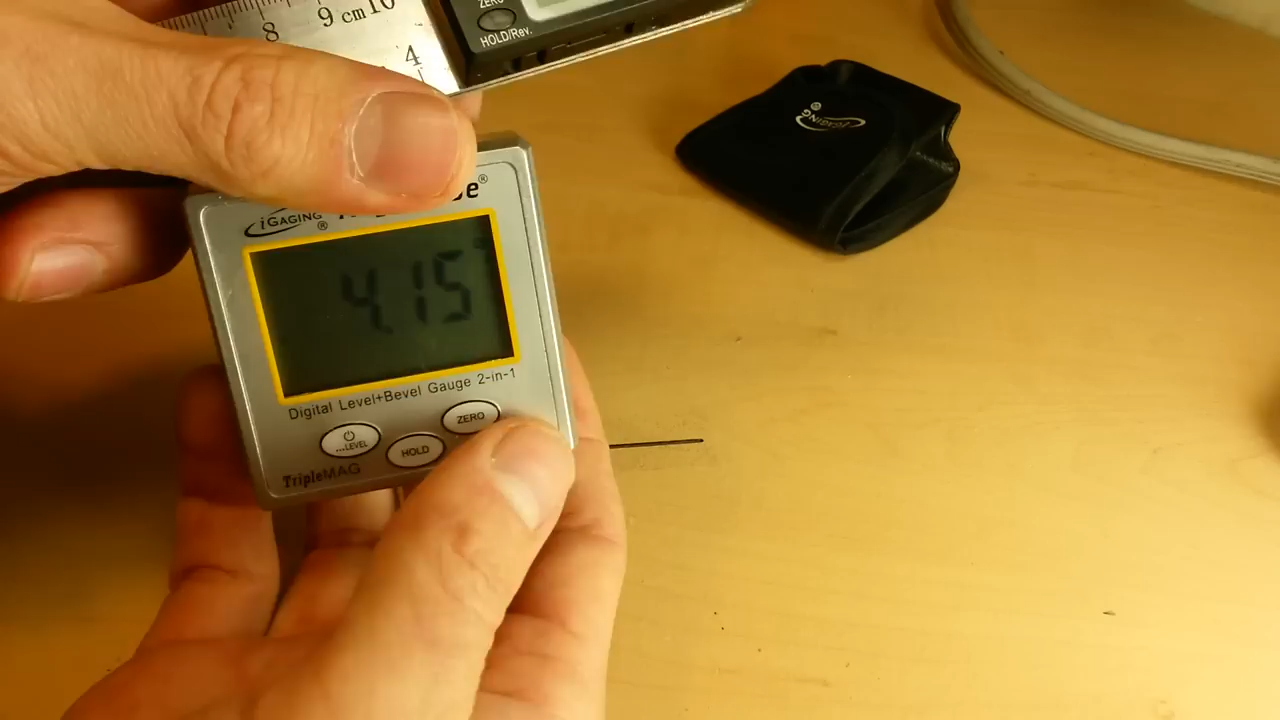 8 9 cm 10
4
ZERO
HOLD/Rev.
iGAGING
iGAGING ®
®
4.15
Digital Level+Bevel Gauge 2-in-1
...LEVEL
HOLD
ZERO
TripleMAG